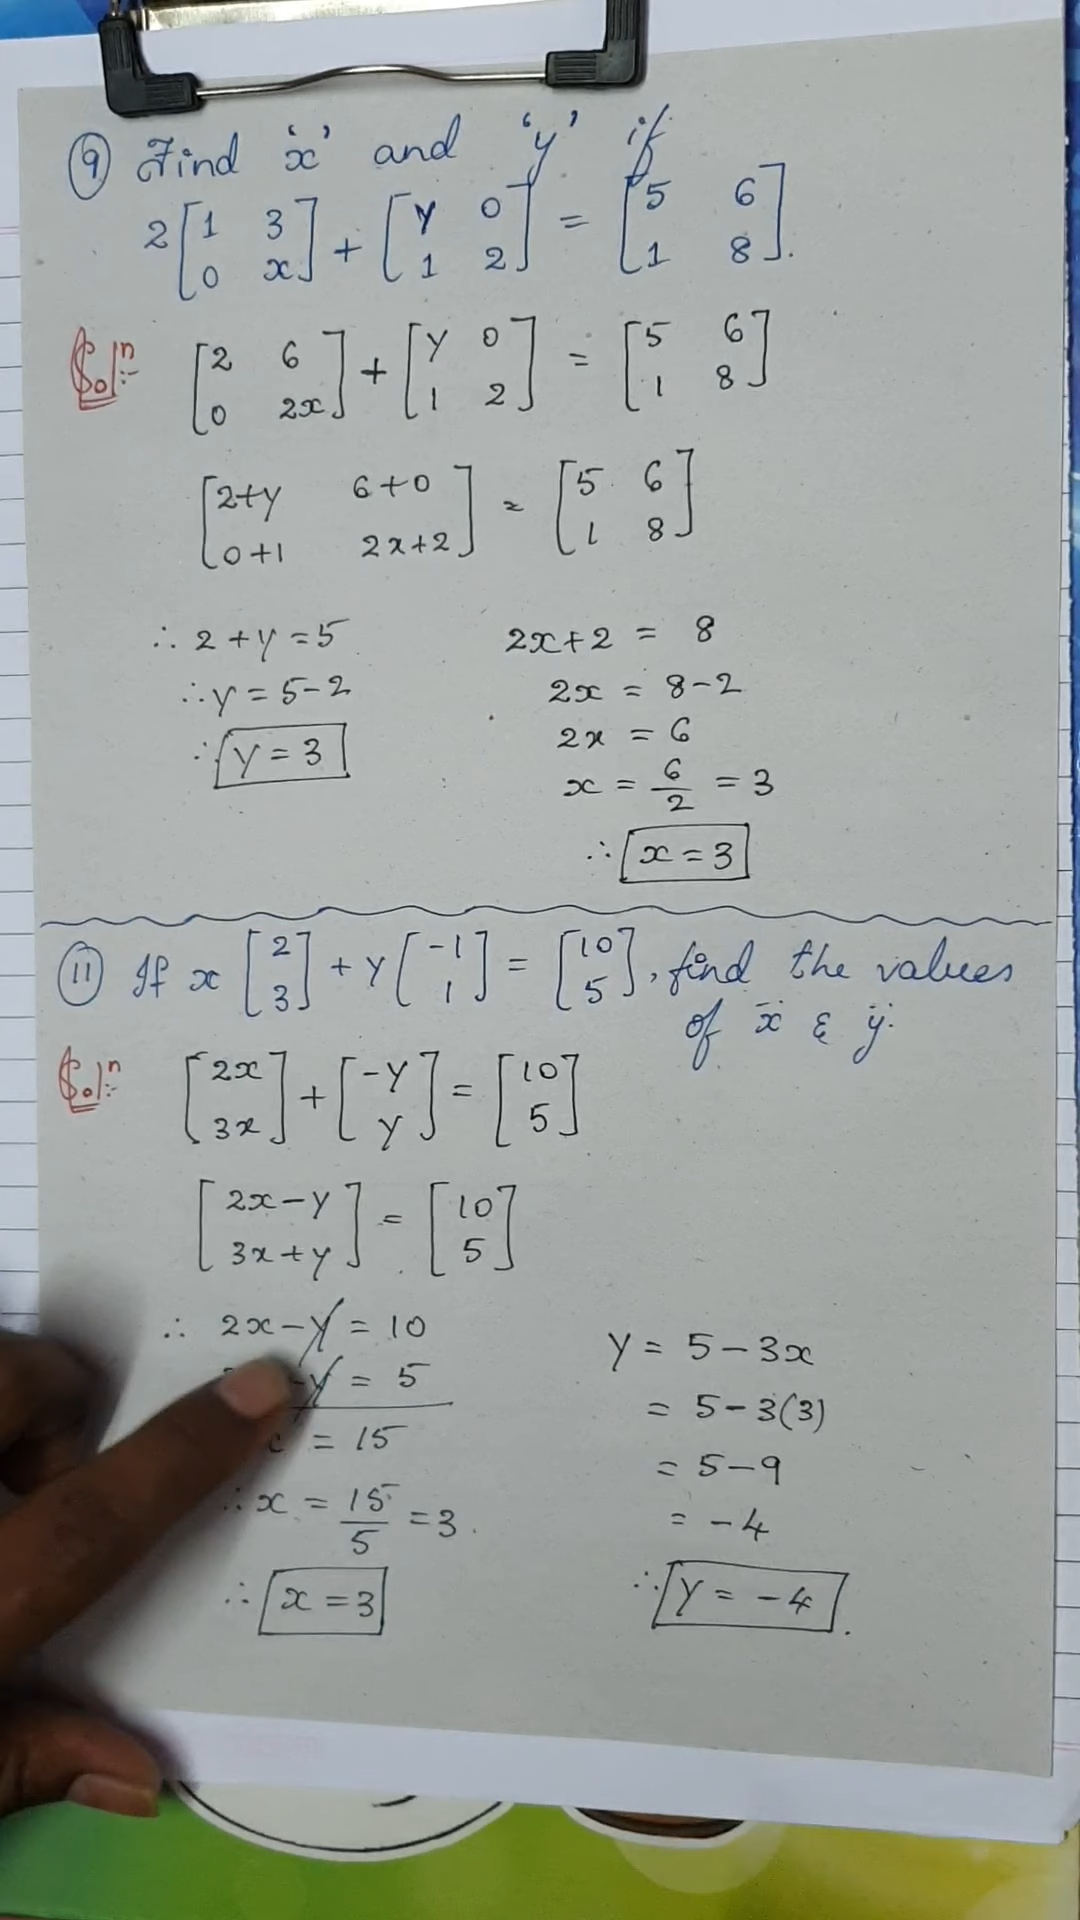 ⑨ Find 'x' and 'y' if
2[1 3 0 x] + [y 0 1 2] = [5 6 1 8].
Solⁿ:- [2 6 0 2x] + [y 0 1 2] = [5 6 1 8]
[2+y 6+0 0+1 2x+2] = [5 6 1 8]
∴ 2+y = 5
∴ y = 5-2
∴ y = 3
2x+2 = 8
2x = 8-2
2x = 6
x = 6/2 = 3
∴ x = 3
⑪ If x[2 3] + y[-1 1] = [10 5], find the values
of x & y.
Solⁿ:- [2x 3x] + [-y y] = [10 5]
[2x-y 3x+y] = [10 5]
∴ 2x-y = 10
y = 5
= 15
∴ x = 15/5 = 3.
∴ x = 3
y = 5-3x
= 5-3(3)
= 5-9
= -4
∴ y = -4.